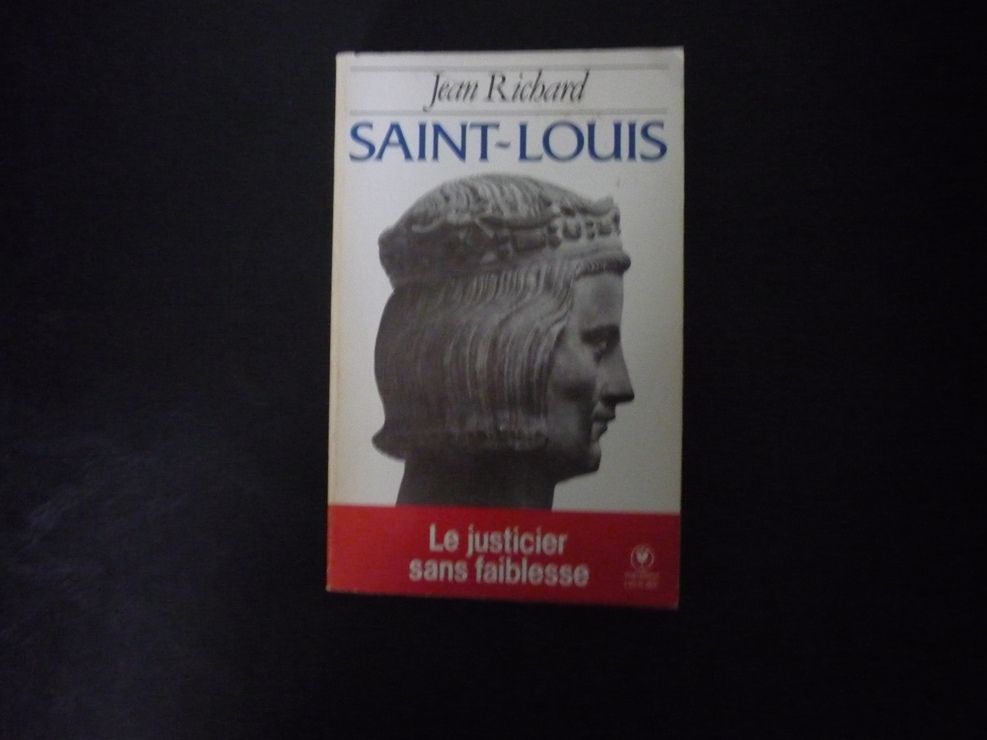 Jean Richard
SAINT-LOUIS
Le justicier
sans faiblesse